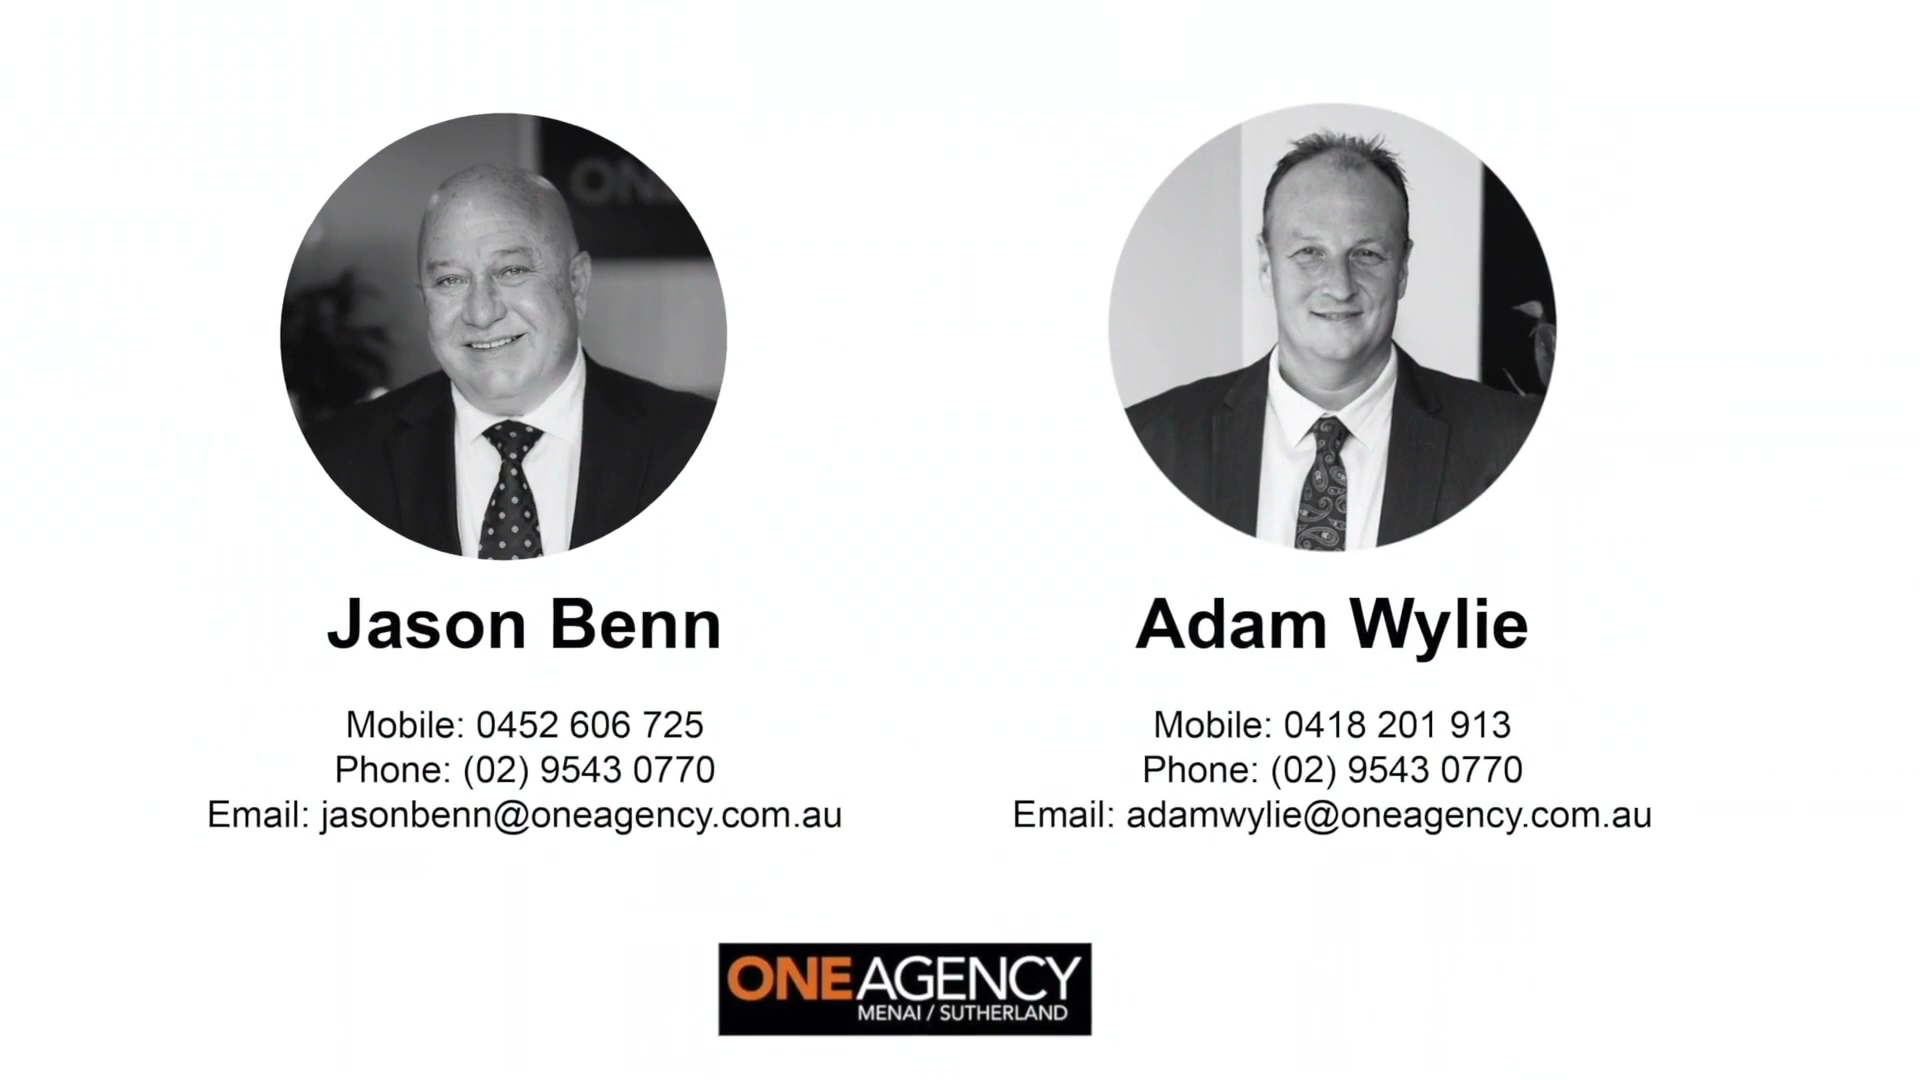 Jason Benn
Mobile: 0452 606 725
Phone: (02) 9543 0770
Email: jasonbenn@oneagency.com.au
Adam Wylie
Mobile: 0418 201 913
Phone: (02) 9543 0770
Email: adamwylie@oneagency.com.au
ONEAGENCY
MENAI / SUTHERLAND